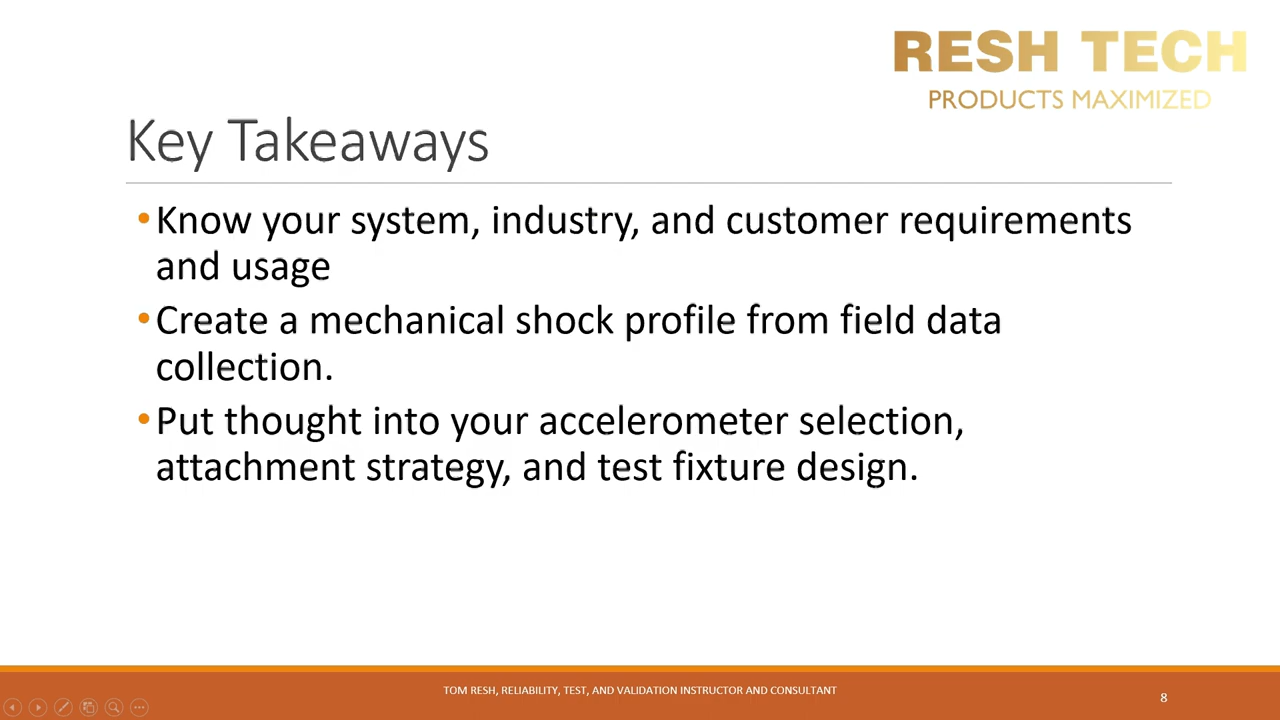 RESH TECH
PRODUCTS MAXIMIZED
Key Takeaways
•Know your system, industry, and customer requirements
and usage
•Create a mechanical shock profile from field data
collection.
•Put thought into your accelerometer selection,
attachment strategy, and test fixture design.
TOM RESH, RELIABILITY, TEST, AND VALIDATION INSTRUCTOR AND CONSULTANT
8